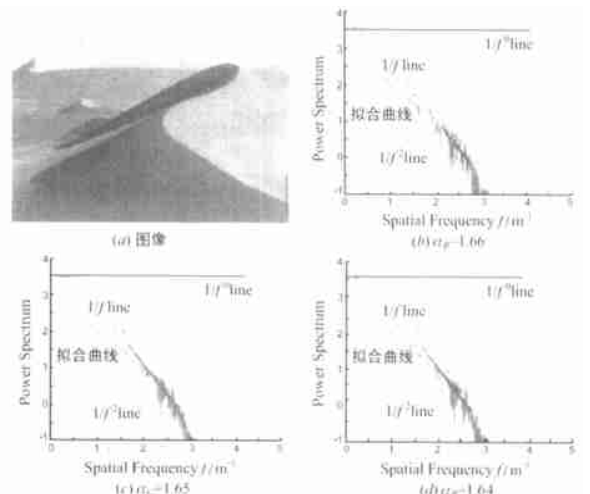 (a) 图像
4
3
2
1
0
-1
Power Spectrum
1/f⁰line
1/f line
拟合曲线
1/f²line
0 1 2 3 4 5
Spatial Frequency f/m⁻¹
=1.66
4
3
2
1
0
-1
Power Spectrum
1/f⁰line
1/f line
拟合曲线
1/f²line
0 1 2 3 4 5
Spatial Frequency f/m⁻¹
=1.65
4
3
2
1
0
-1
Power Spectrum
1/f⁰line
1/f line
拟合曲线
1/f²line
0 1 2 3 4 5
Spatial Frequency f/m⁻¹
=1.64